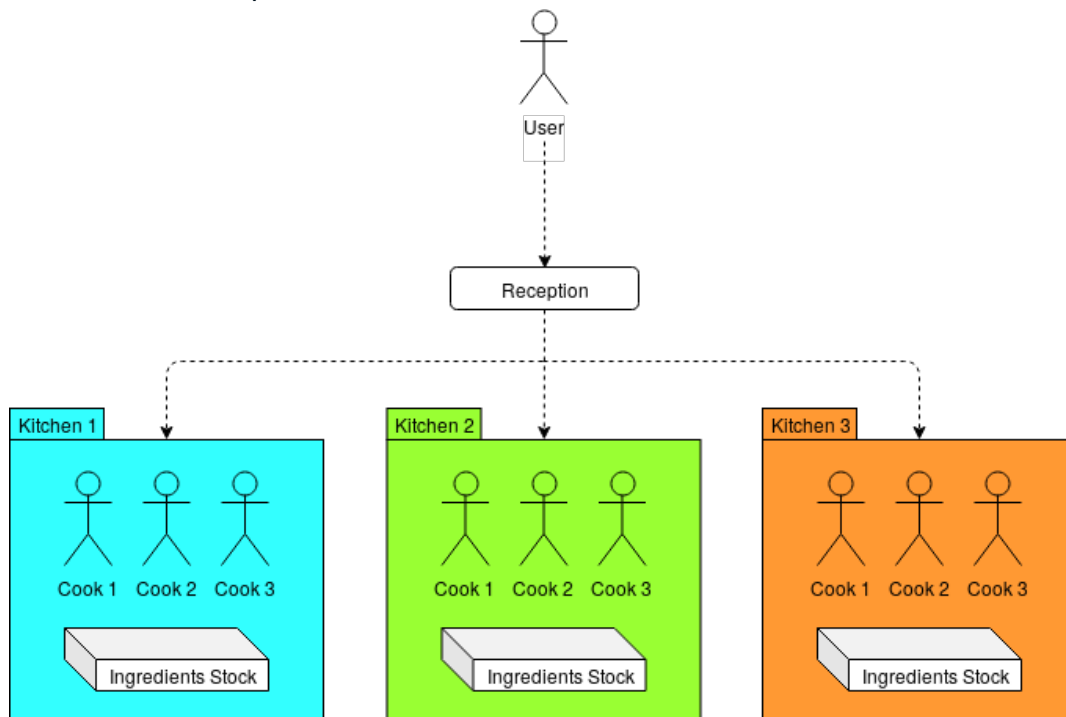 User
Reception
Kitchen 1
Kitchen 2
Kitchen 3
Cook 1 Cook 2 Cook 3
Cook 1 Cook 2 Cook 3
Cook 1 Cook 2 Cook 3
Ingredients Stock
Ingredients Stock
Ingredients Stock